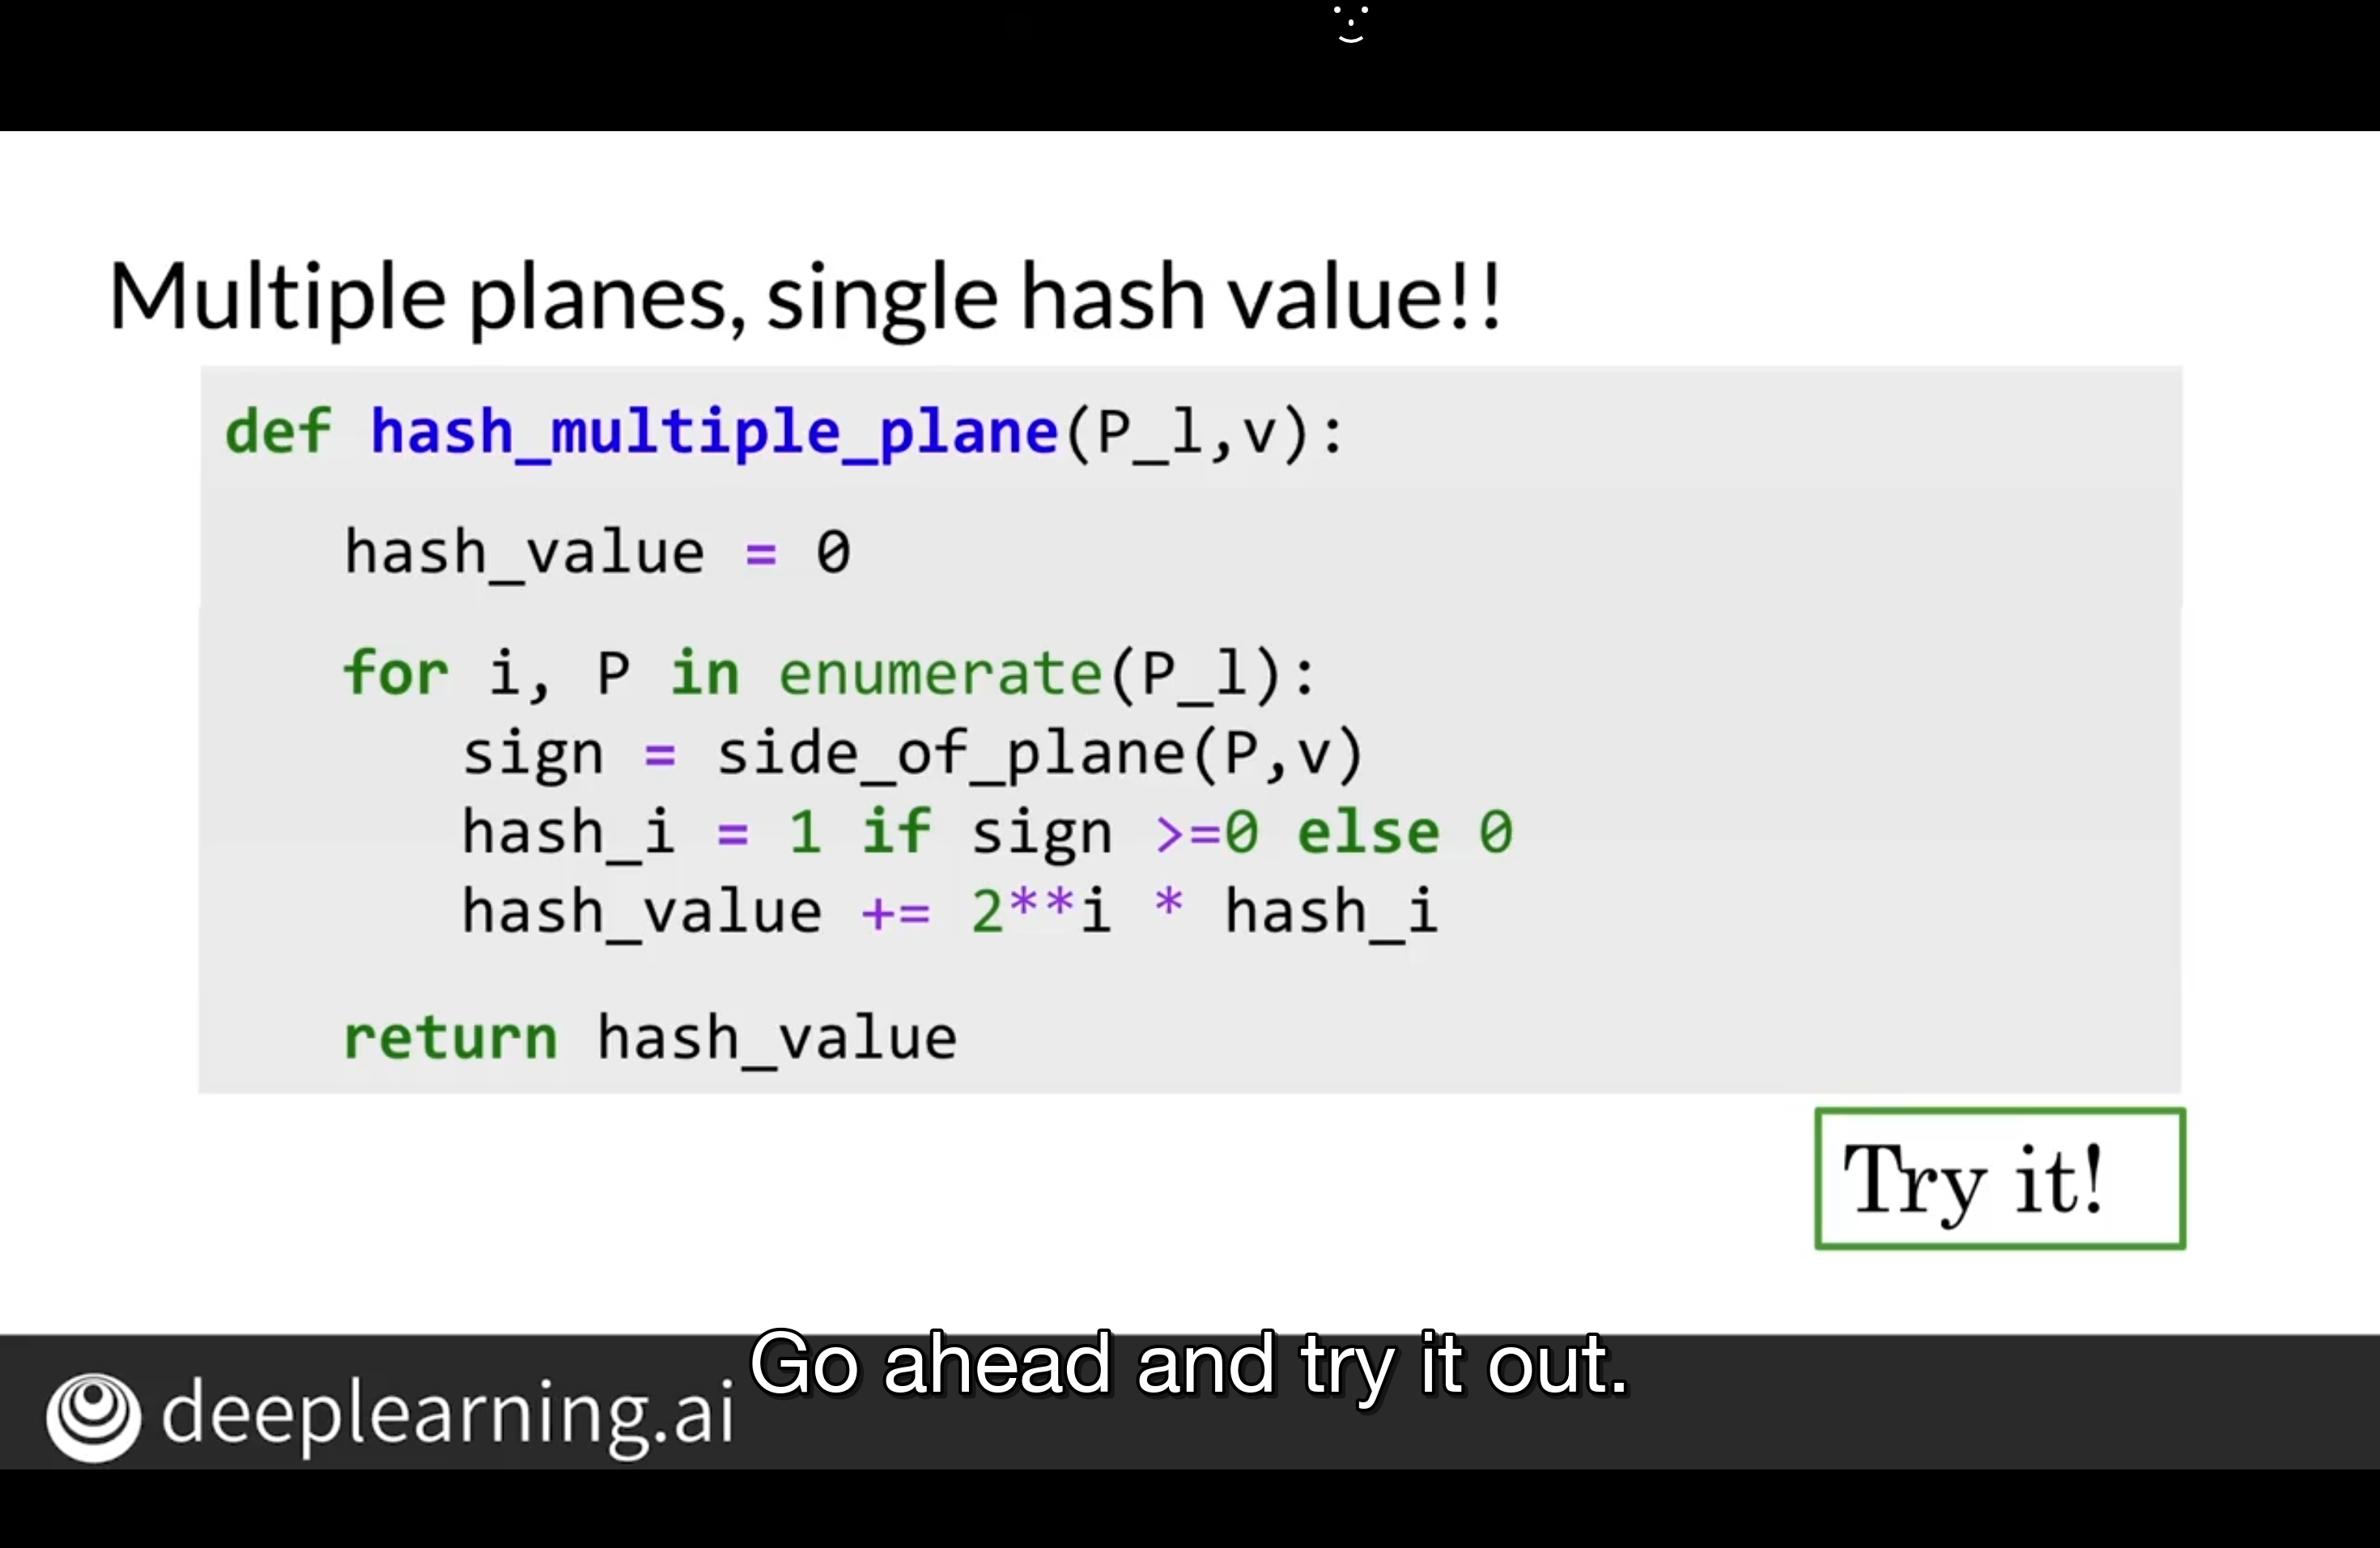 Multiple planes, single hash value!!
def hash_multiple_plane(P_l,v):
hash_value = 0
for i, P in enumerate(P_l):
sign = side_of_plane(P,v)
hash_i = 1 if sign >=0 else 0
hash_value += 2**i * hash_i
return hash_value
Try it!
Go ahead and try it out.
deeplearning.ai